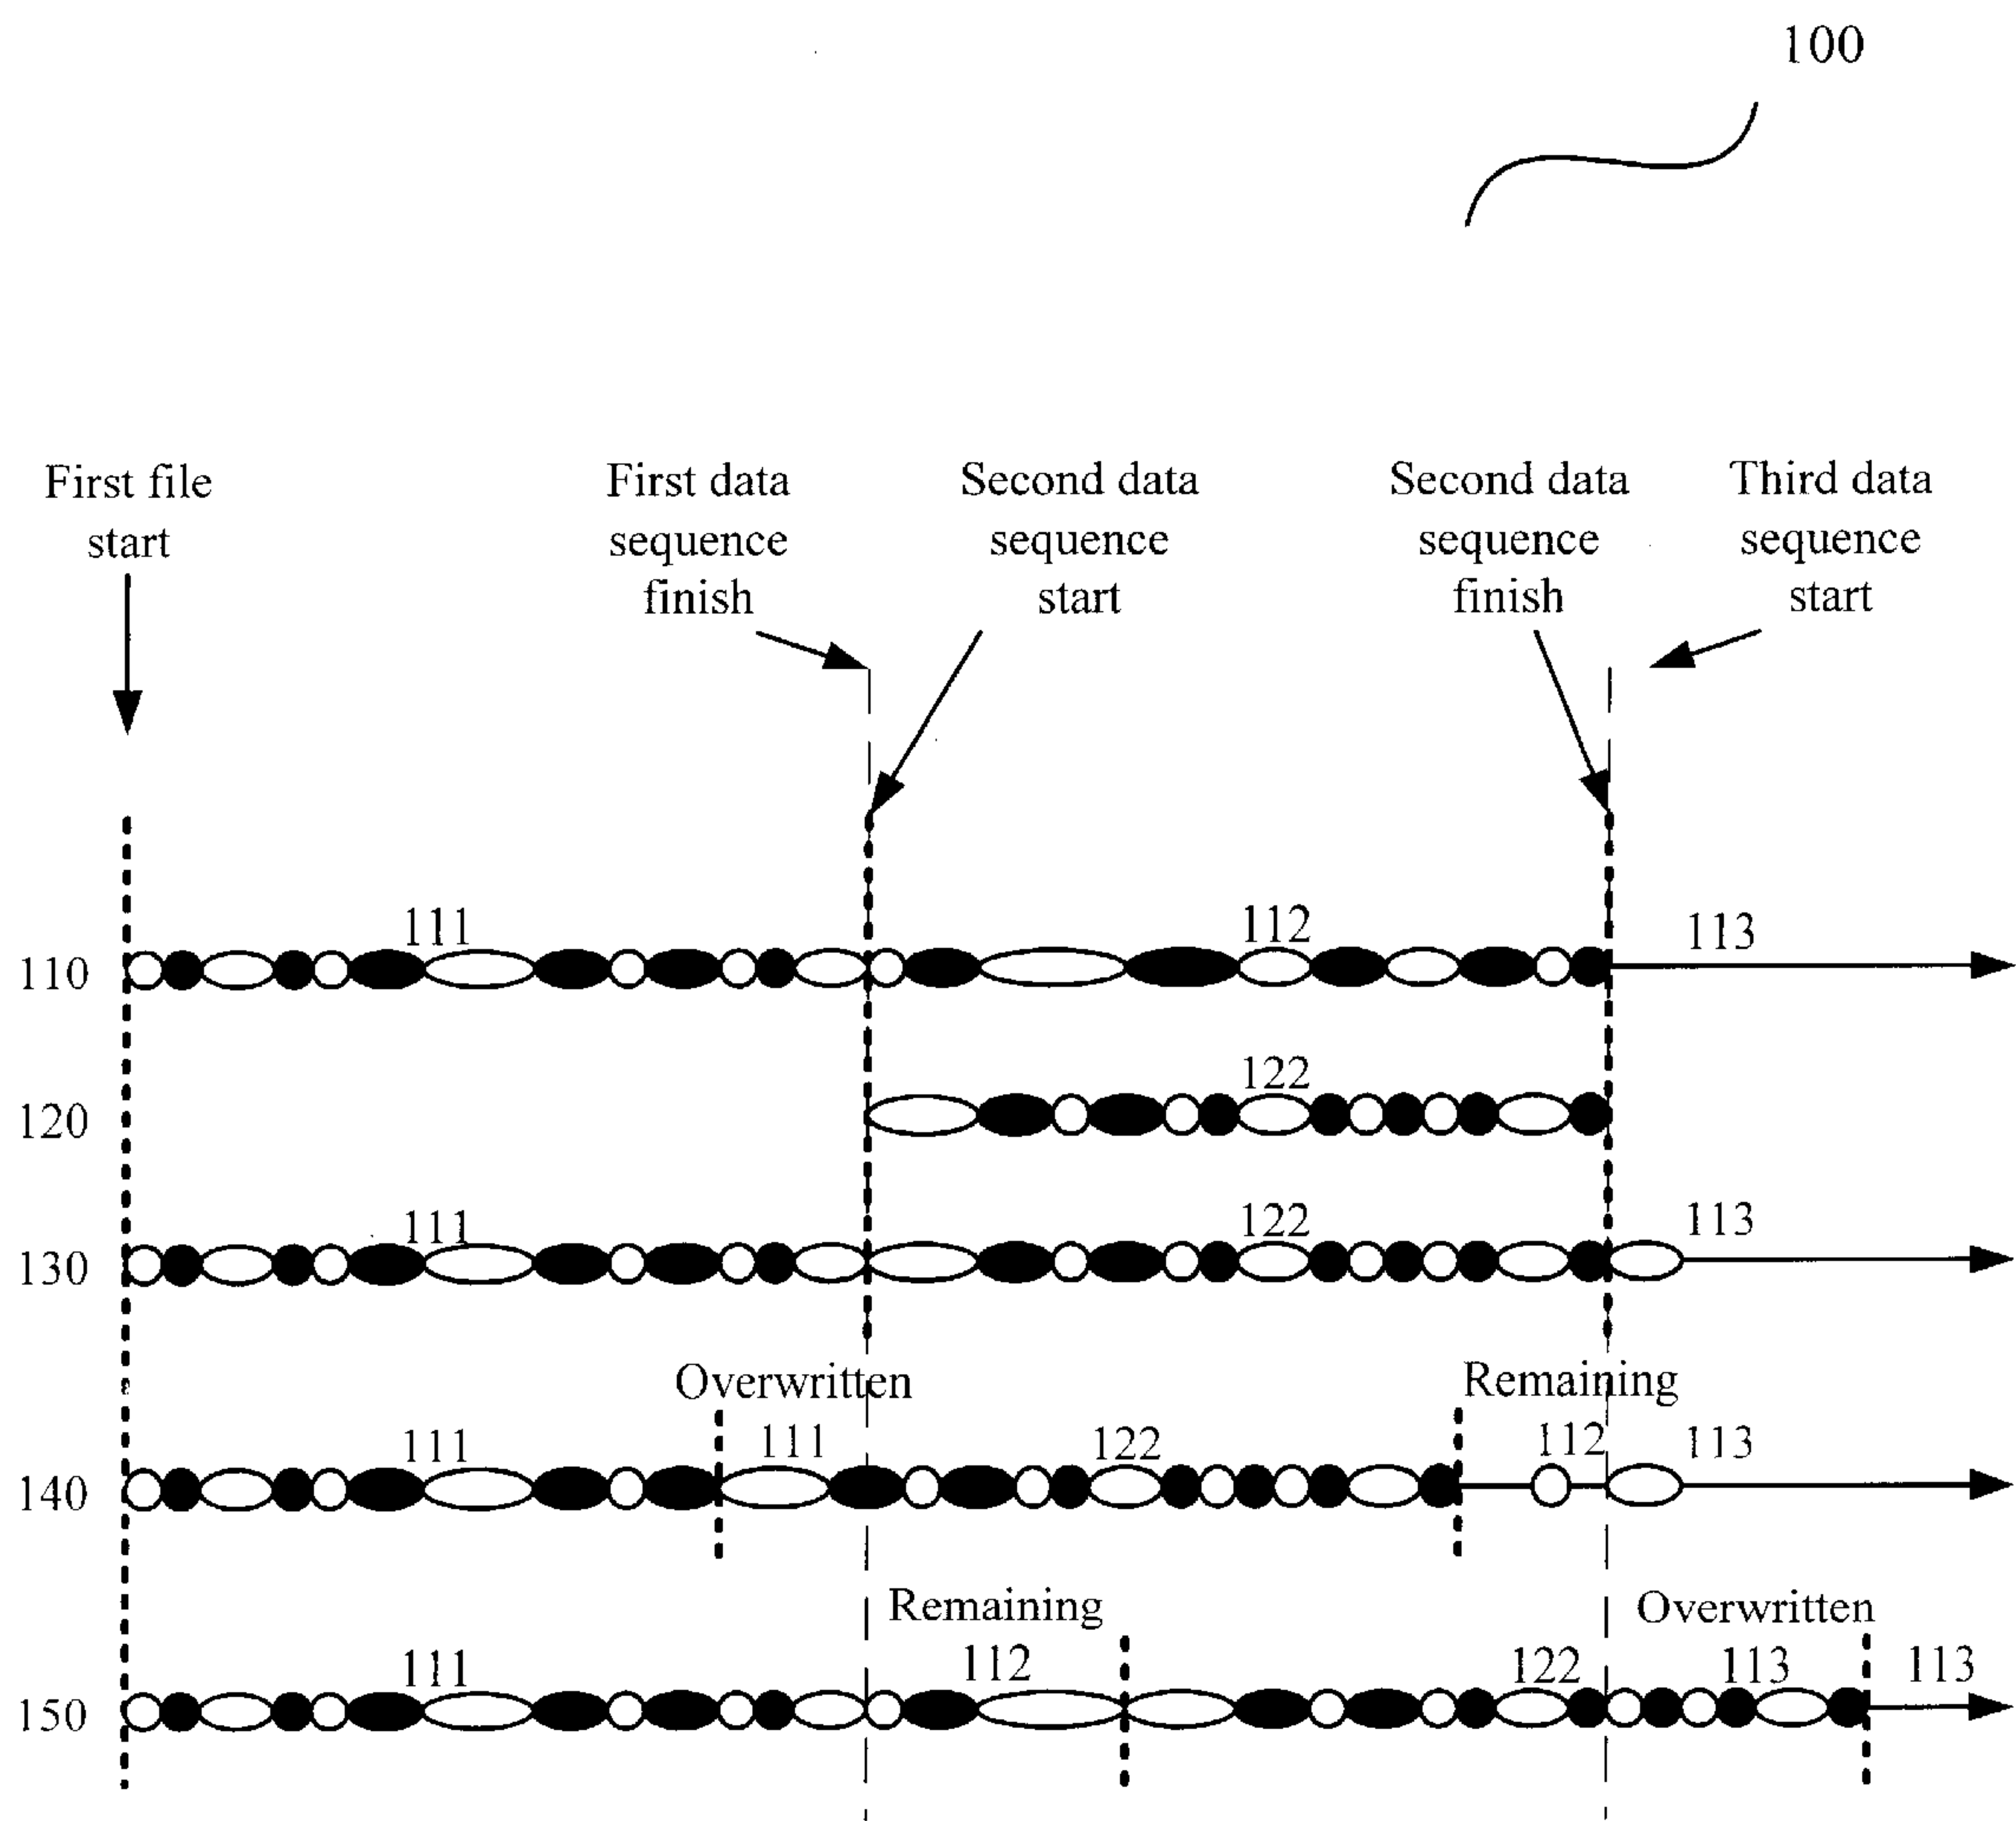 100
First file
start
First data
sequence
finish
Second data
sequence
start
Second data
sequence
finish
Third data
sequence
start
111
112
113
110
122
120
111
122
113
130
Overwritten
Remaining
111
111
122
112
113
140
Remaining
Overwritten
111
112
122
113
113
150